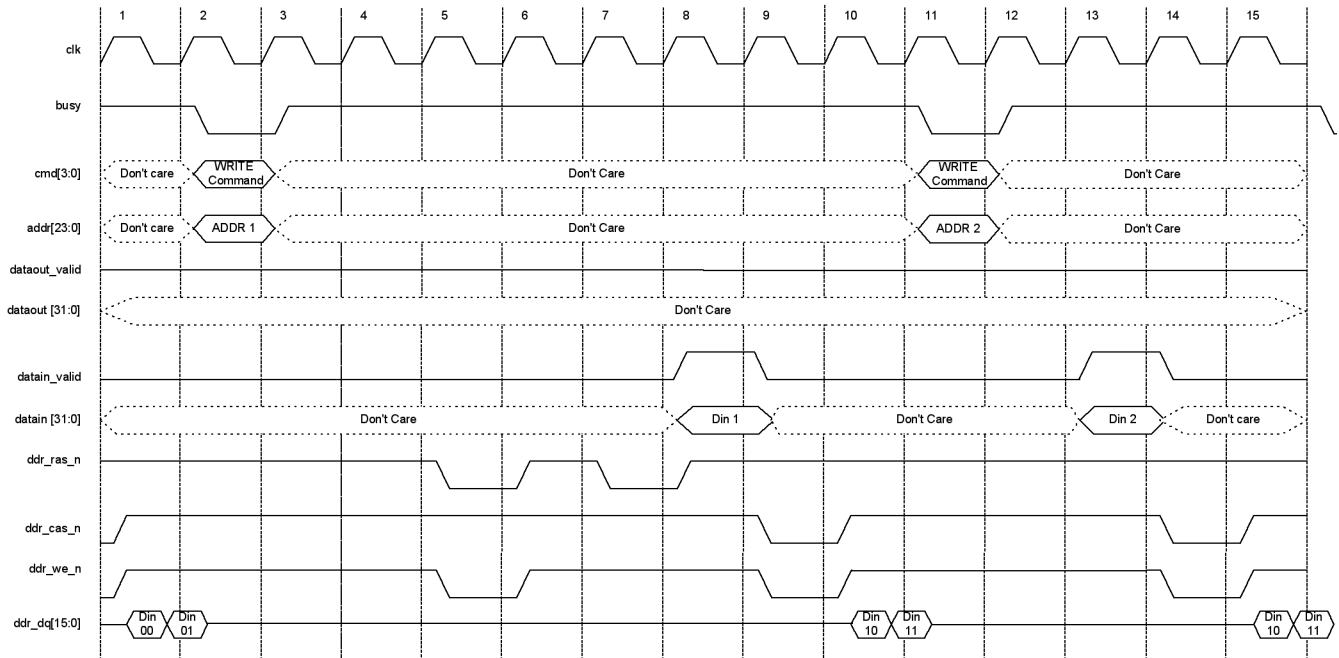 1 2 3 4 5 6 7 8 9 10 11 12 13 14 15
clk
busy
cmd[3:0] Don't care WRITE Command Don't Care WRITE Command Don't Care
addr[23:0] Don't care ADDR 1 Don't Care ADDR 2 Don't Care
dataout_valid
dataout [31:0] Don't Care
datain_valid
datain [31:0] Don't Care Din 1 Don't Care Din 2 Don't care
ddr_ras_n
ddr_cas_n
ddr_we_n
ddr_dq[15:0] Din 00 Din 01 Din 10 Din 11 Din 10 Din 11